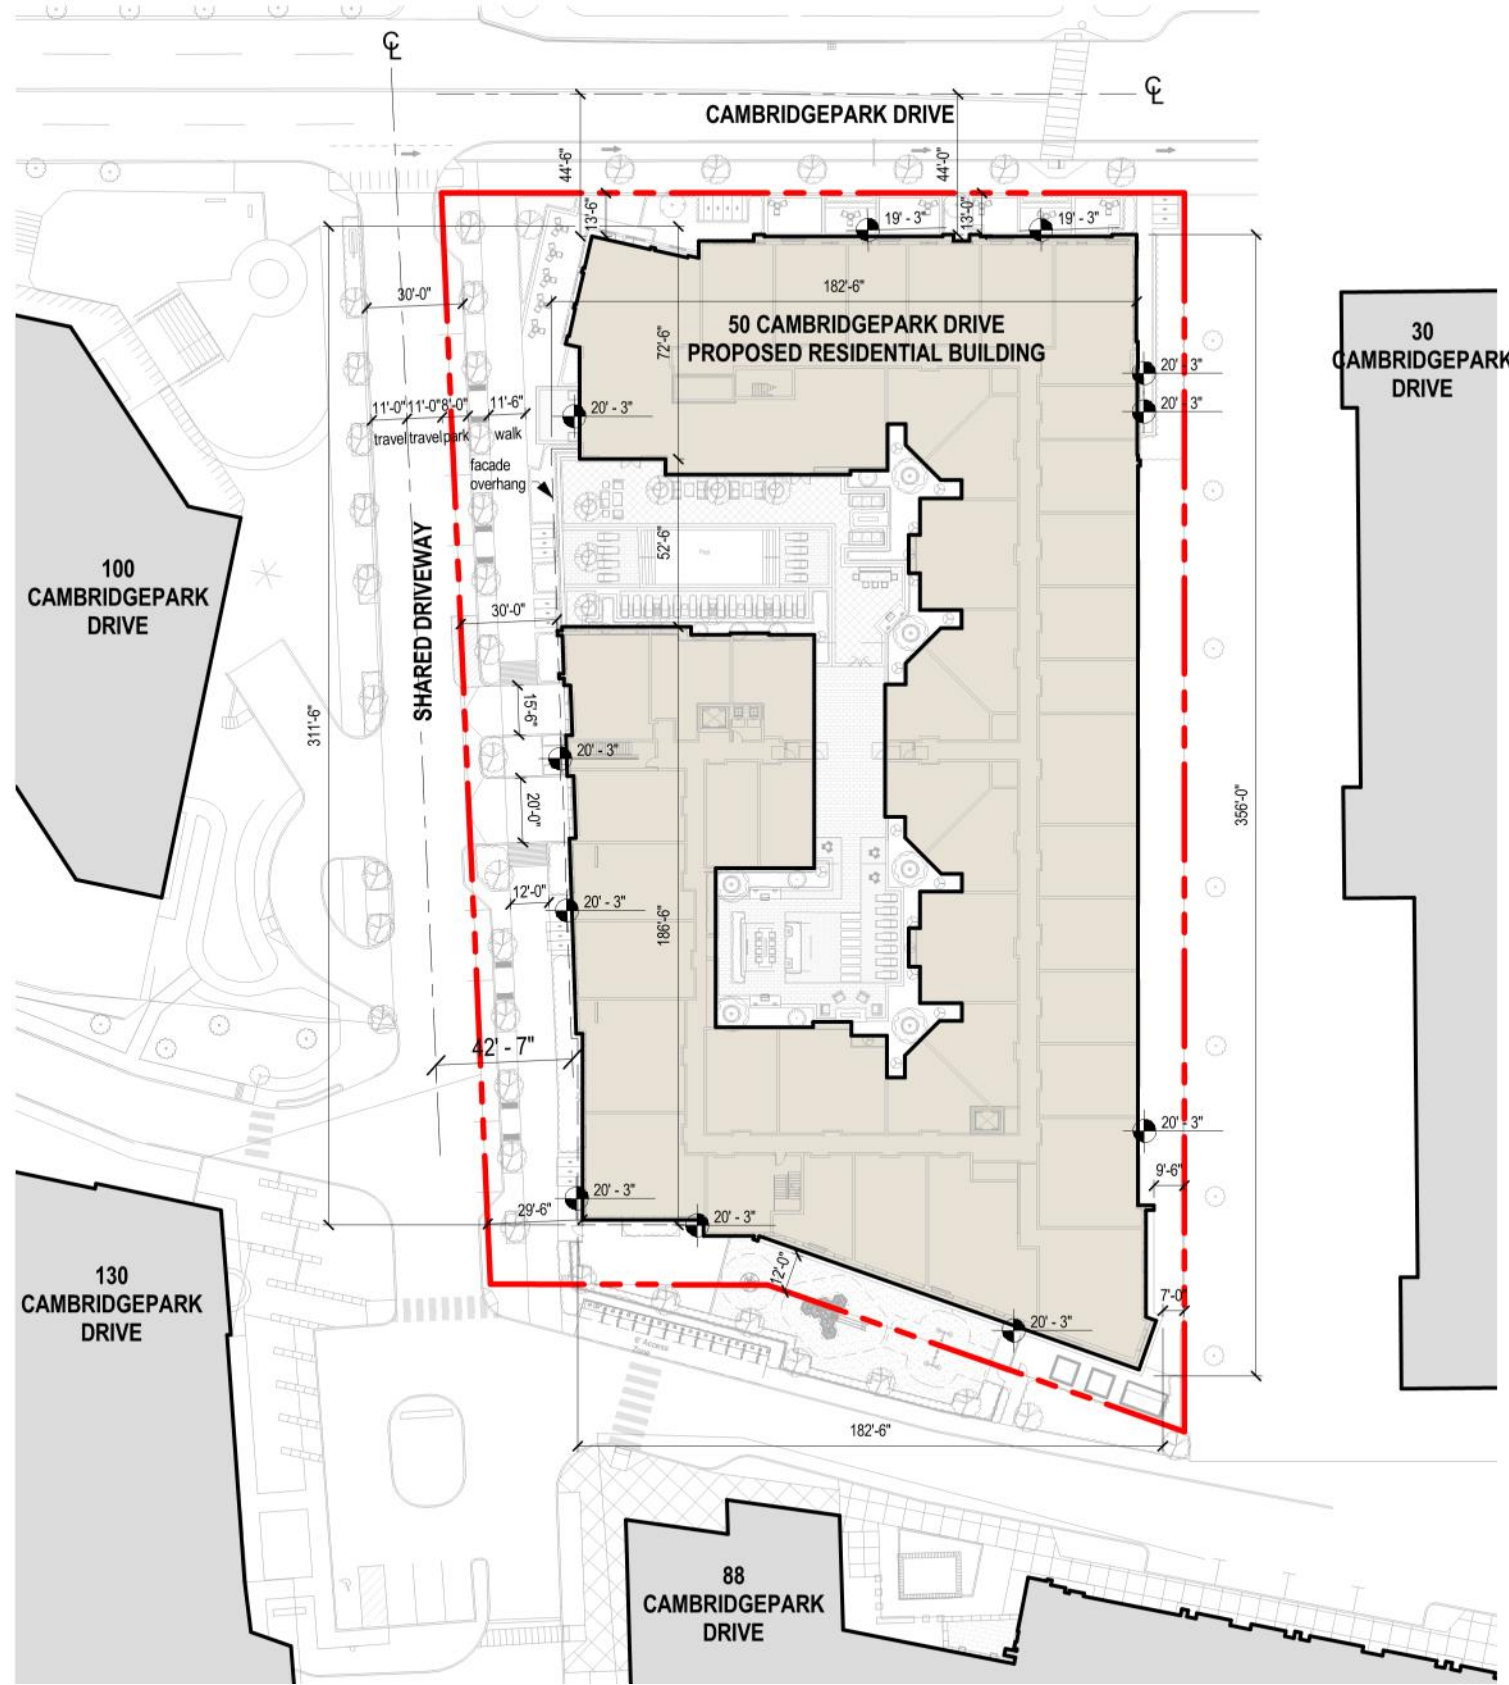 ℄
℄
CAMBRIDGEPARK DRIVE
44'-6"
44'-0"
13'-6"
13'-0"
19' - 3"
19' - 3"
30'-0"
182'-6"
50 CAMBRIDGEPARK DRIVE
PROPOSED RESIDENTIAL BUILDING
72'-6"
30
CAMBRIDGEPARK
DRIVE
20' - 3"
20' - 3"
20' - 3"
11'-0"
11'-0"
8'-0"
11'-6"
travel
travel
park
walk
facade
overhang
52'-6"
100
CAMBRIDGEPARK
DRIVE
SHARED DRIVEWAY
30'-0"
311'-6"
15'-6"
20' - 3"
20'-0"
356'-0"
12'-0"
20' - 3"
186'-6"
42' - 7"
20' - 3"
9'-6"
20' - 3"
29'-6"
20' - 3"
12'-0"
7'-0"
20' - 3"
130
CAMBRIDGEPARK
DRIVE
6' Access
Zone
182'-6"
88
CAMBRIDGEPARK
DRIVE